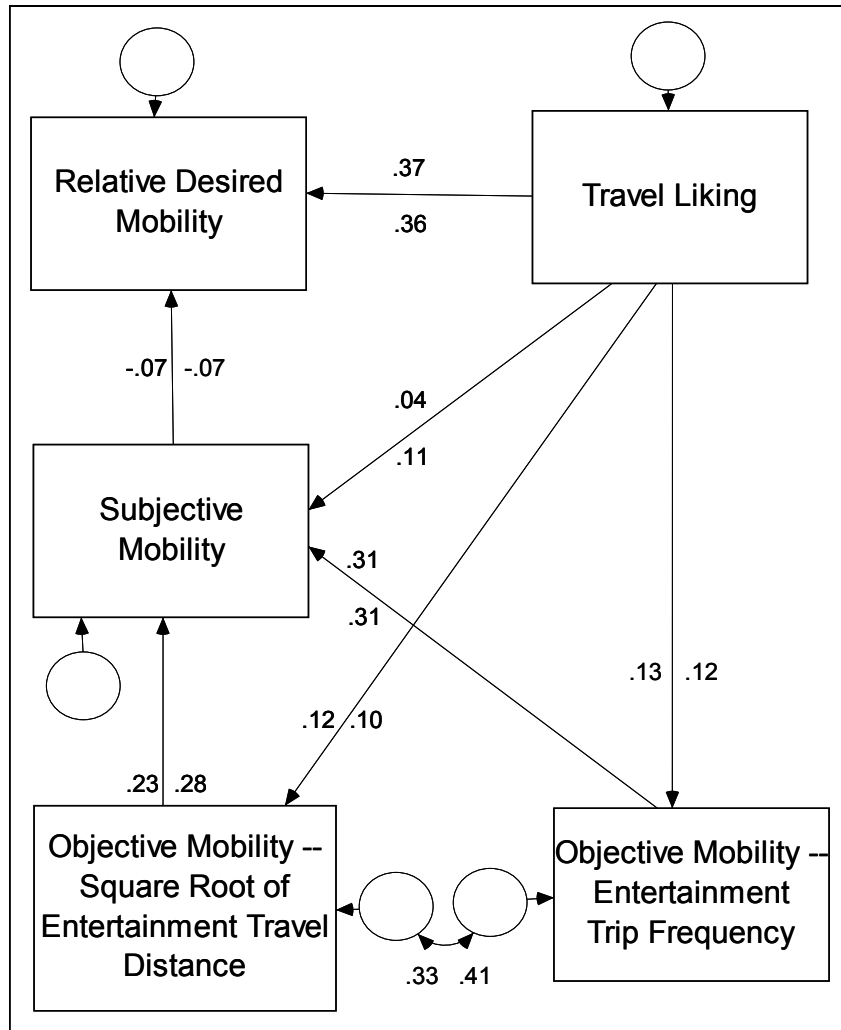 Relative Desired
Mobility
.37
.36
Travel Liking
-.07 -.07
.04
.11
Subjective
Mobility
.31
.31
.13 .12
.12 .10
.23 .28
Objective Mobility --
Square Root of
Entertainment Travel
Distance
Objective Mobility --
Entertainment
Trip Frequency
.33 .41